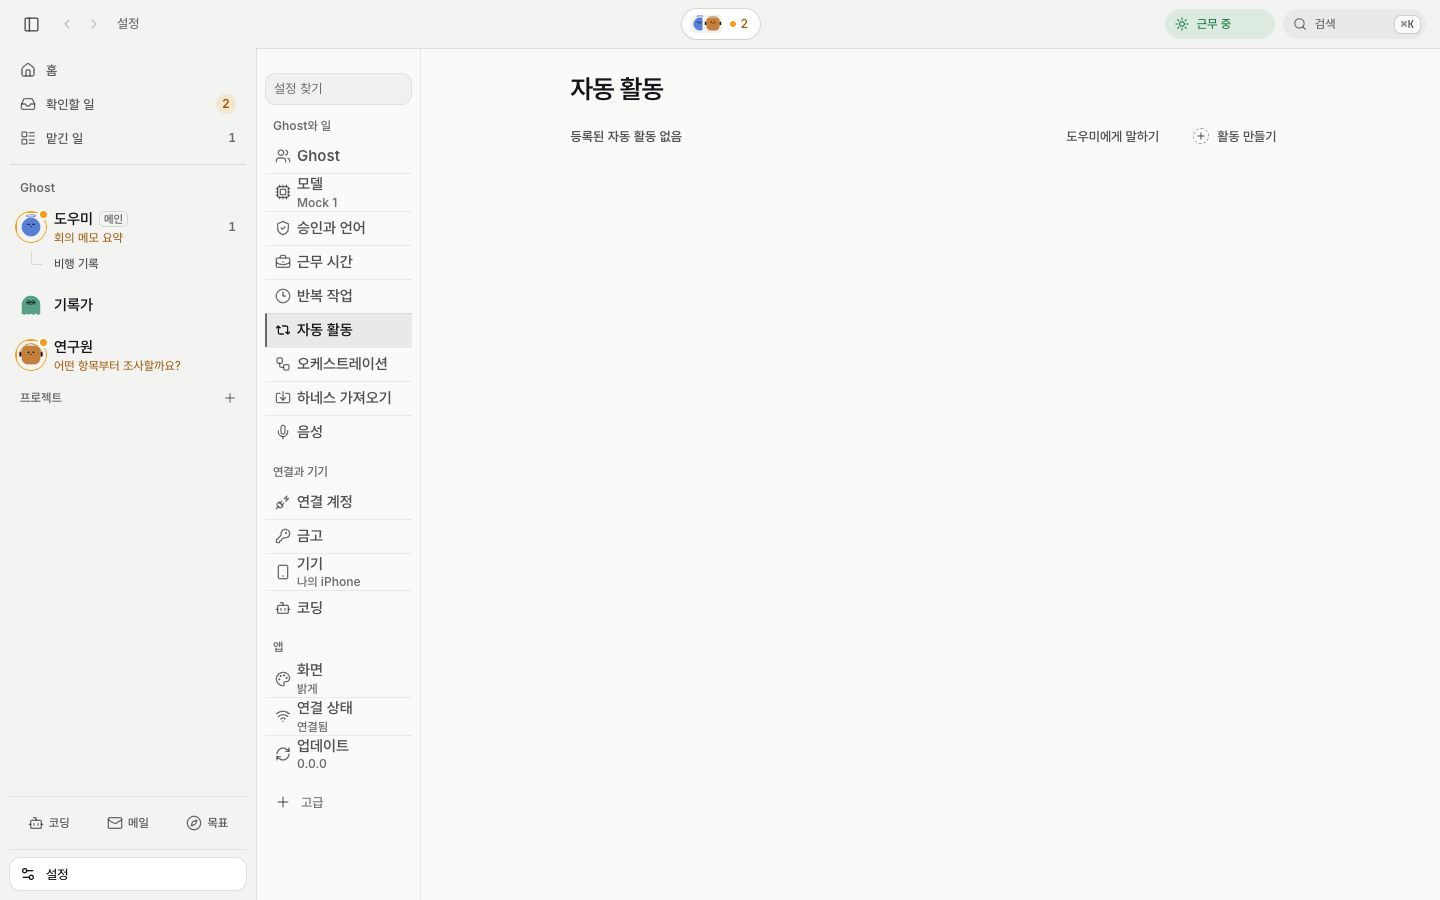 설정
2
근무 중
검색
⌘K
홈
확인할 일
2
맡긴 일
1
Ghost
도우미
메인
회의 메모 요약
1
비행 기록
기록가
연구원
어떤 항목부터 조사할까요?
프로젝트
코딩
메일
목표
설정
설정 찾기
Ghost와 일
Ghost
모델
Mock 1
승인과 언어
근무 시간
반복 작업
자동 활동
오케스트레이션
하네스 가져오기
음성
연결과 기기
연결 계정
금고
기기
나의 iPhone
코딩
앱
화면
밝게
연결 상태
연결됨
업데이트
0.0.0
고급
자동 활동
등록된 자동 활동 없음
도우미에게 말하기
활동 만들기